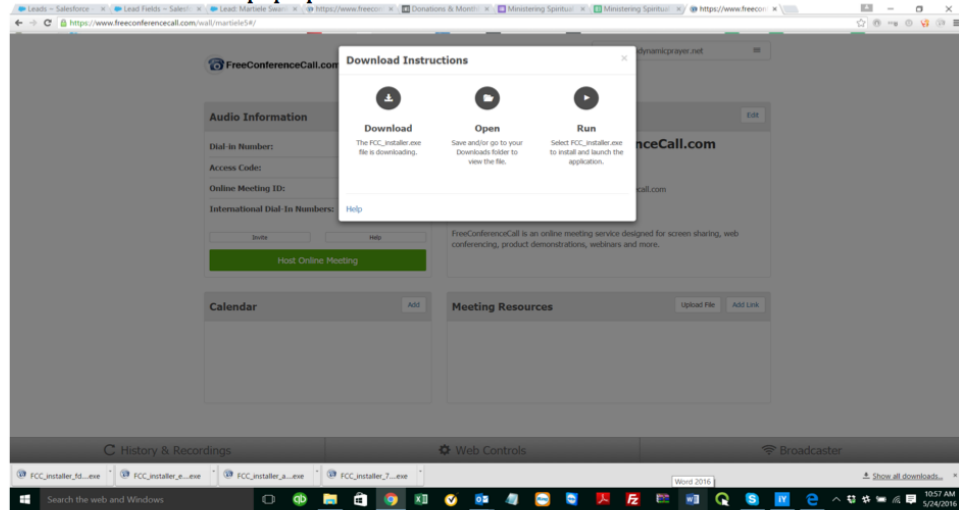 Leads ~ Salesforce
Lead Fields ~ Salesf
Lead: Martiele Swan
https://www.freecon
Donations & Month
Ministering Spiritual
Ministering Spiritual
https://www.freecon
https://www.freeconferencecall.com/wall/martiele5#/
FreeConferenceCall.com
dynamicprayer.net
Download Instructions
Download
Open
Run
The FCC_installer.exe
file is downloading.
Save and/or go to your
Downloads folder to
view the file.
Select FCC_installer.exe
to install and launch the
application.
Help
Audio Information
Edit
Dial-in Number:
nceCall.com
Access Code:
Online Meeting ID:
call.com
International Dial-In Numbers:
Invite
Help
FreeConferenceCall is an online meeting service designed for screen sharing, web
conferencing, product demonstrations, webinars and more.
Host Online Meeting
Calendar
Add
Meeting Resources
Upload File
Add Link
History & Recordings
Web Controls
Broadcaster
FCC_installer_fd....exe
FCC_installer_e....exe
FCC_installer_a....exe
FCC_installer_7....exe
Show all downloads...
Word 2016
Search the web and Windows
10:57 AM
5/24/2016